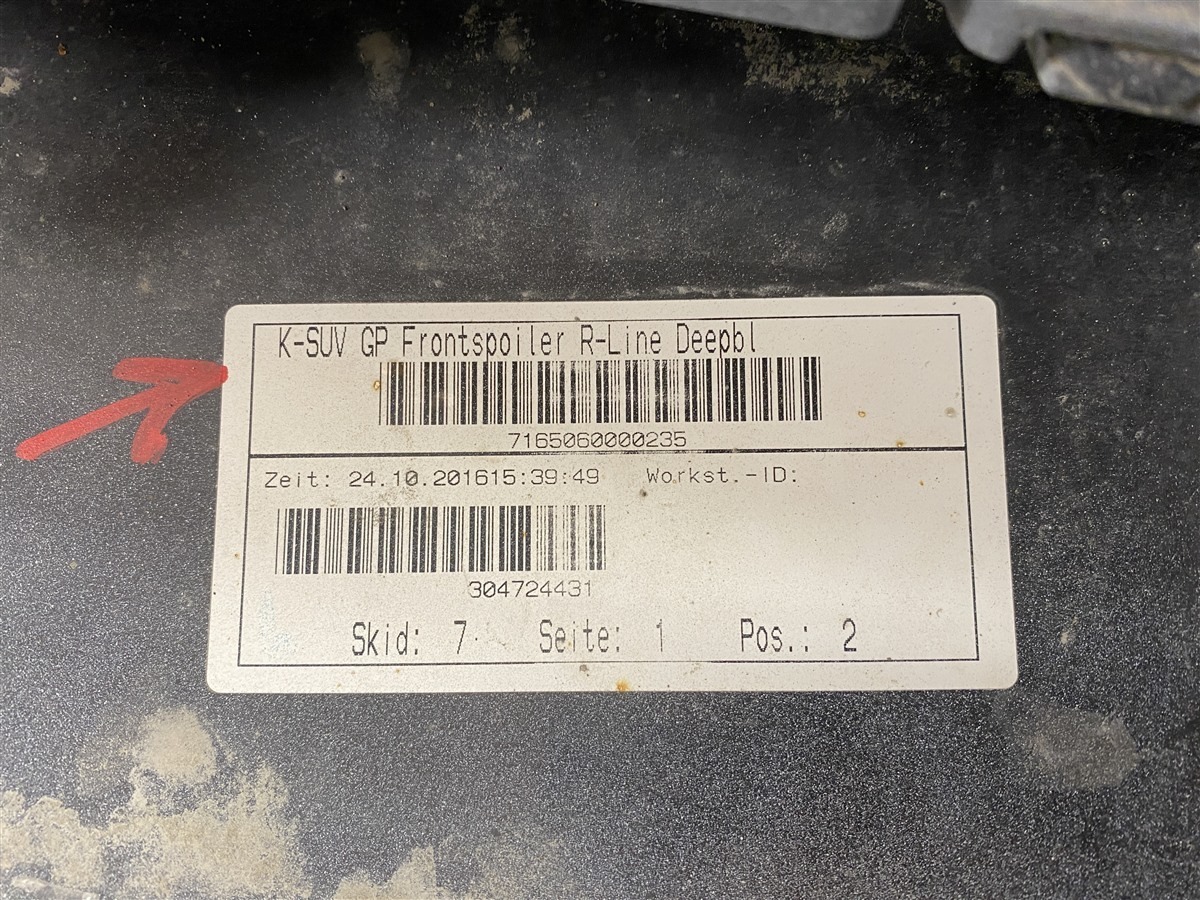 K-SUV GP Frontspoiler R-Line Deepbl
7165060000235
Zeit: 24.10.201615:39:49 Workst.-ID:
304724431
Skid: 7 Seite: 1 Pos.: 2